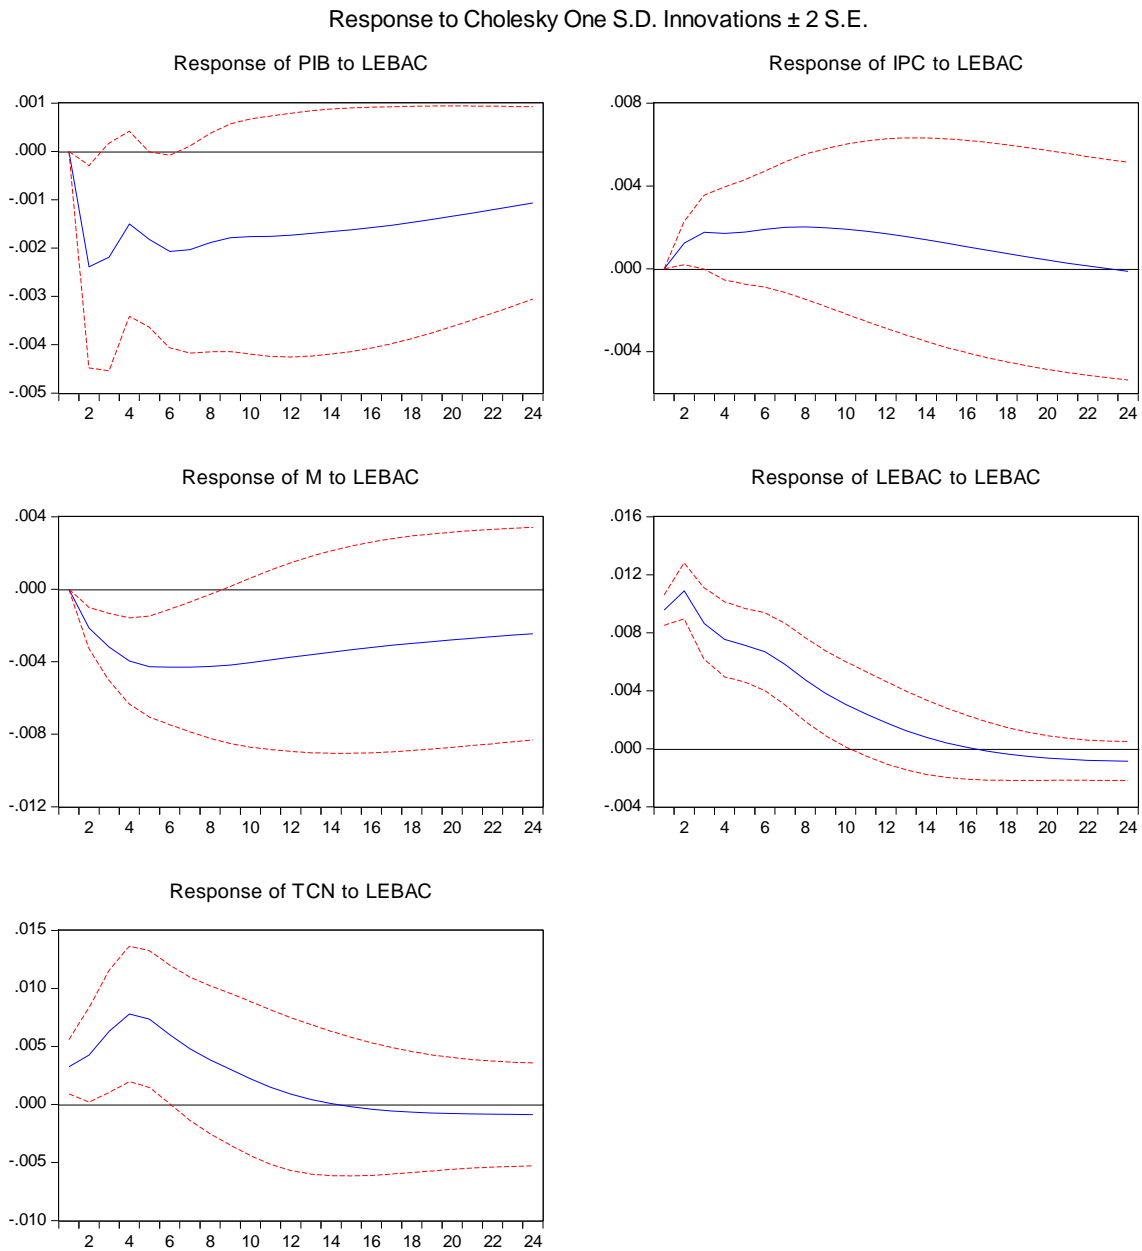 Response to Cholesky One S.D. Innovations ± 2 S.E.
Response of PIB to LEBAC
.001
.000
-.001
-.002
-.003
-.004
-.005
2 4 6 8 10 12 14 16 18 20 22 24
Response of IPC to LEBAC
.008
.004
.000
-.004
2 4 6 8 10 12 14 16 18 20 22 24
Response of M to LEBAC
.004
.000
-.004
-.008
-.012
2 4 6 8 10 12 14 16 18 20 22 24
Response of LEBAC to LEBAC
.016
.012
.008
.004
.000
-.004
2 4 6 8 10 12 14 16 18 20 22 24
Response of TCN to LEBAC
.015
.010
.005
.000
-.005
-.010
2 4 6 8 10 12 14 16 18 20 22 24